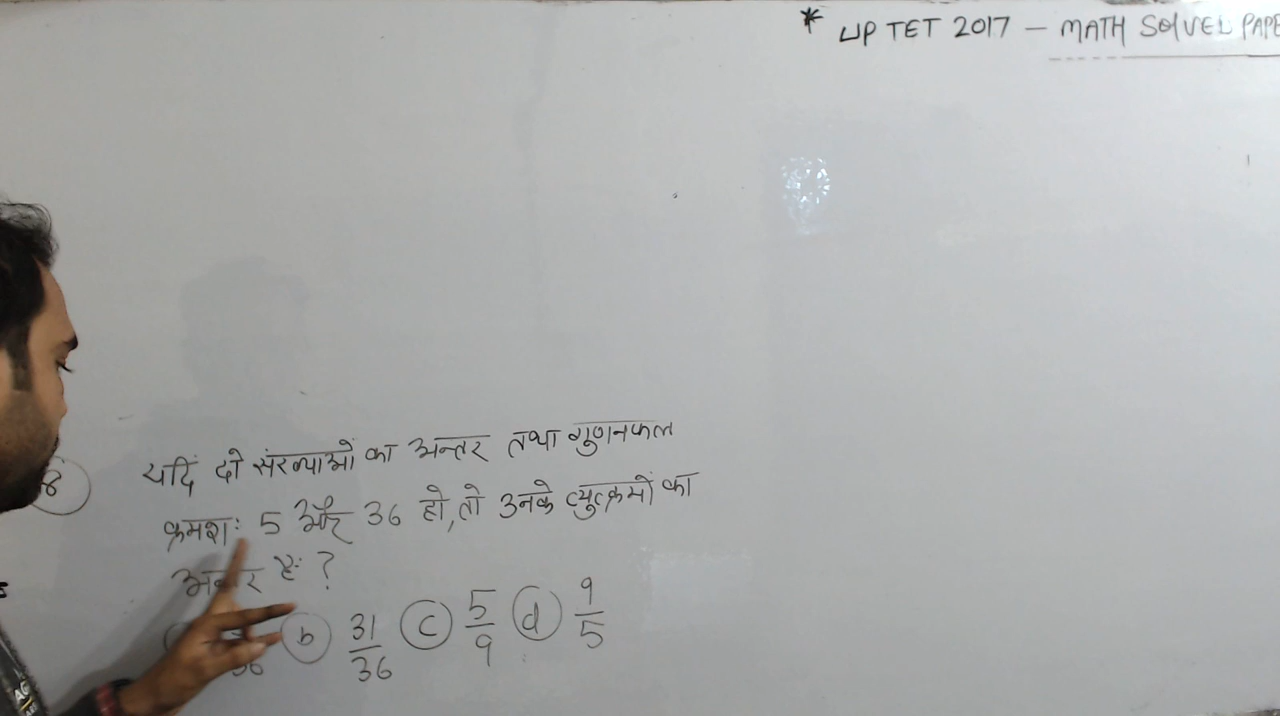 * UP TET 2017 – MATH SOLVED PAPE
यदि दो संख्याओं का अन्तर तथा गुणनफल
क्रमशः 5 और 36 हो, तो उनके व्युत्क्रमों का
अन्तर है: ?
b 31/36 c 5/9 d 9/5